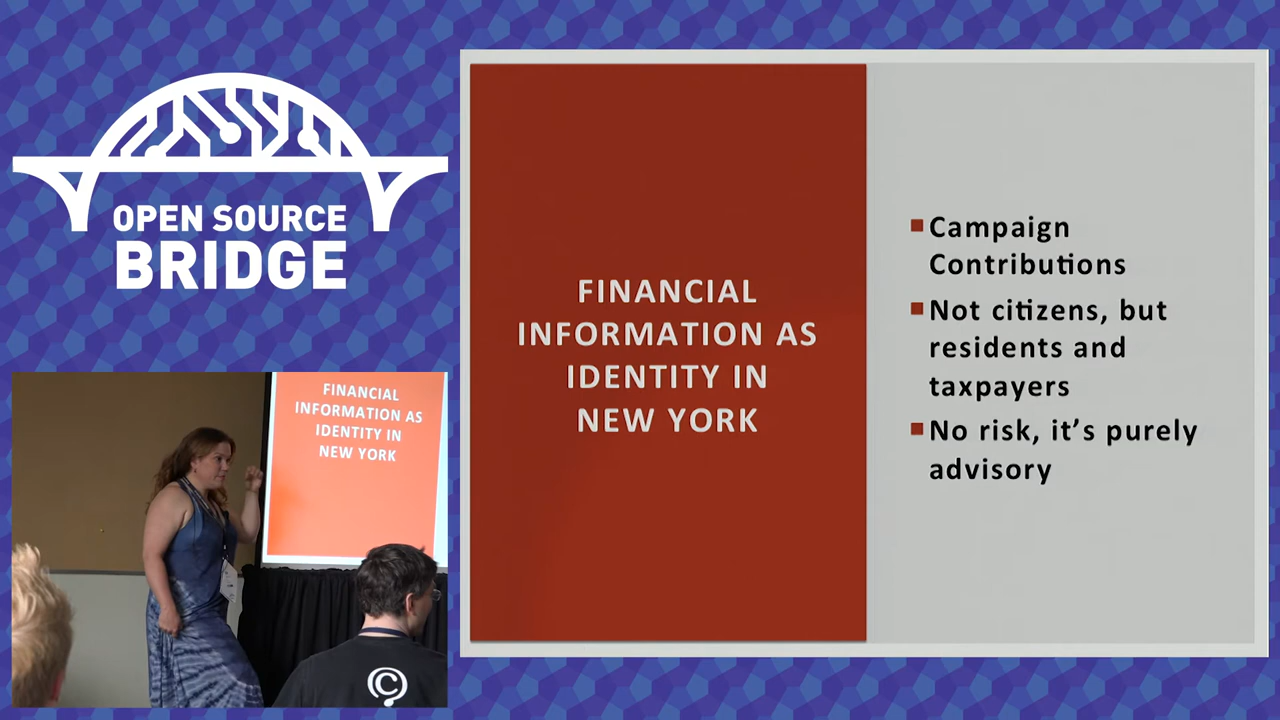 OPEN SOURCE
BRIDGE
FINANCIAL
INFORMATION AS
IDENTITY IN
NEW YORK
Campaign
Contributions
Not citizens, but
residents and
taxpayers
No risk, it's purely
advisory
FINANCIAL
INFORMATION AS
IDENTITY IN
NEW YORK